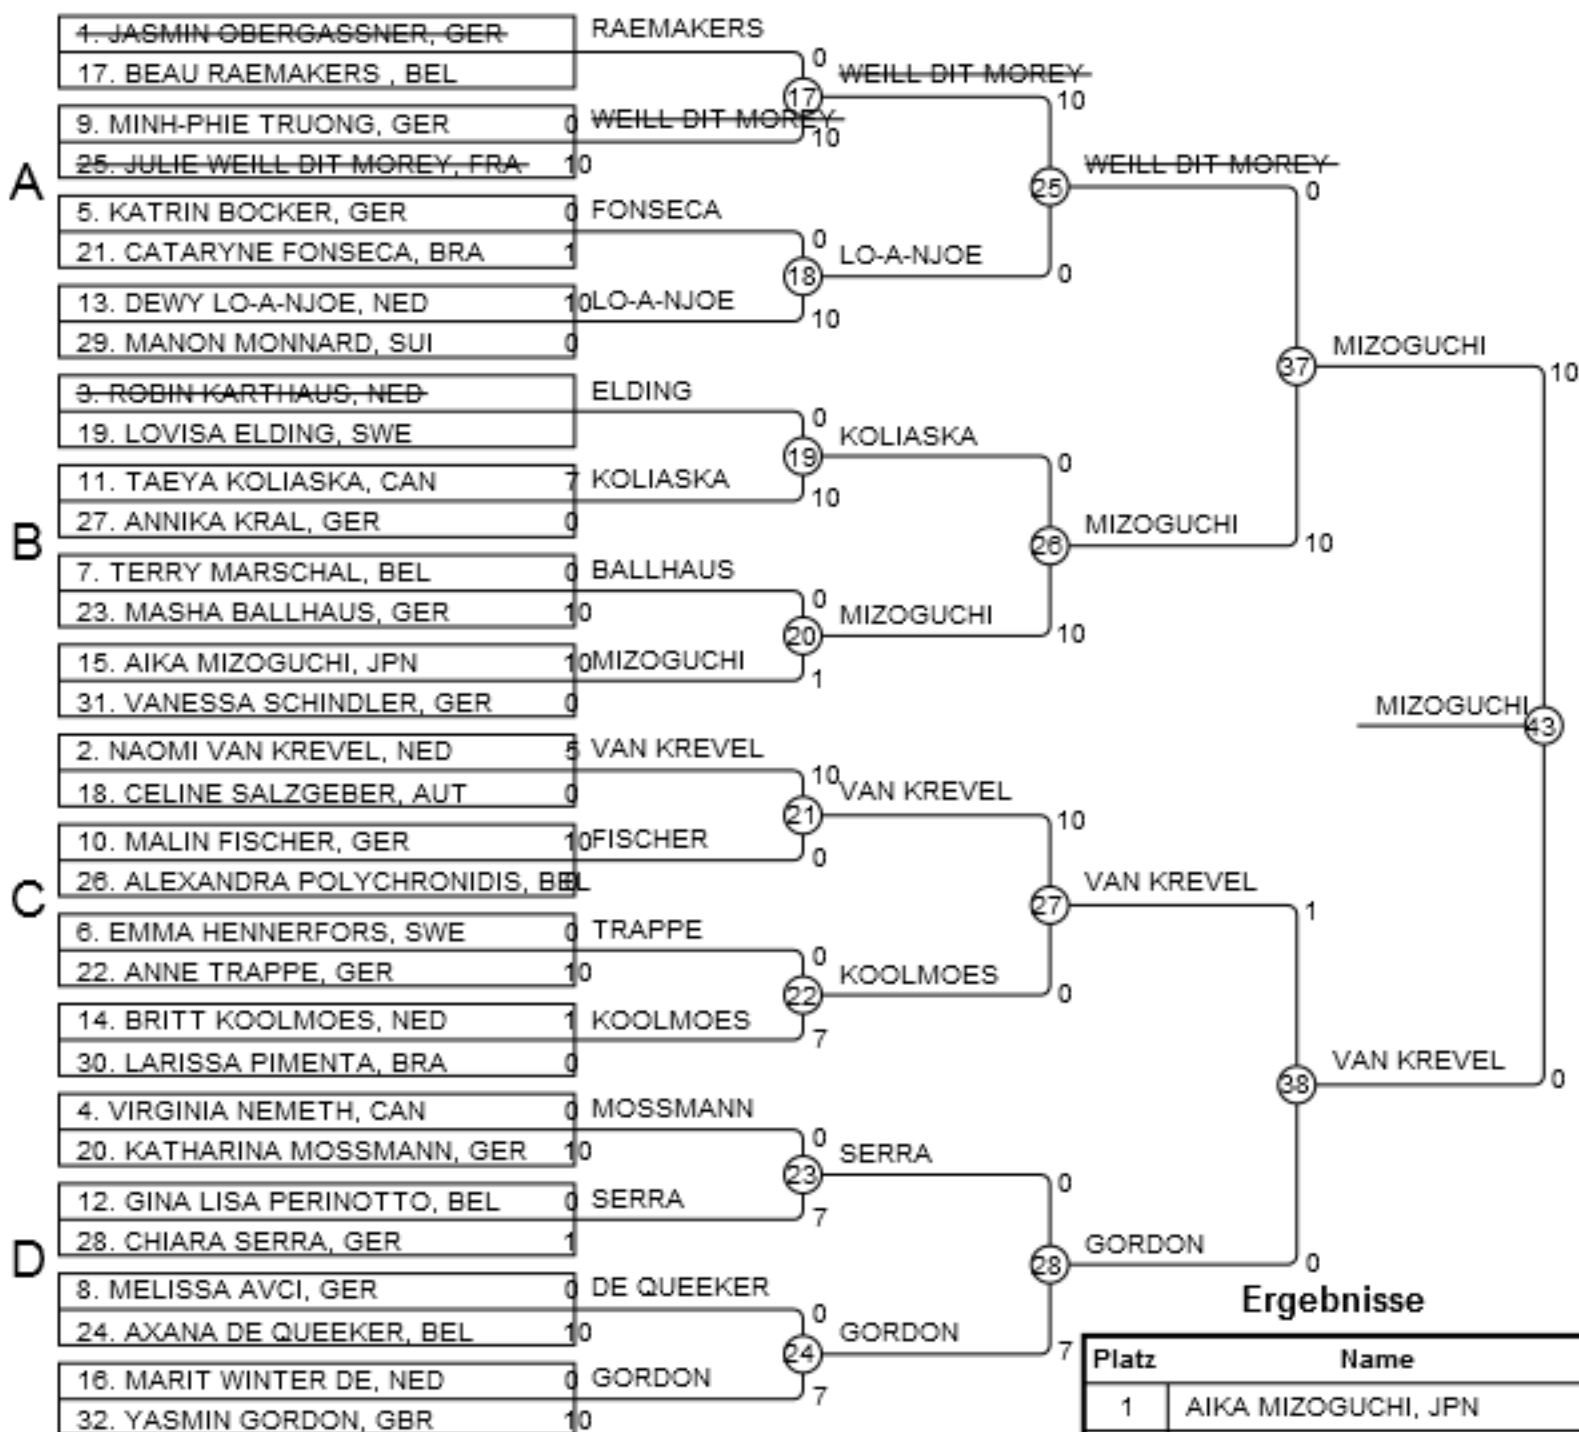 1. JASMIN OBERGASSNER, GER
RAEMAKERS
0
17. BEAU RAEMAKERS , BEL
17
WEILL DIT MOREY
10
9. MINH-PHIE TRUONG, GER 0
WEILL DIT MOREY
10
25. JULIE WEILL DIT MOREY, FRA 10
A
25
WEILL DIT MOREY
0
5. KATRIN BOCKER, GER 0
FONSECA
0
21. CATARYNE FONSECA, BRA 1
18
LO-A-NJOE
0
13. DEWY LO-A-NJOE, NED 10
LO-A-NJOE
10
29. MANON MONNARD, SUI 0
37
MIZOGUCHI
10
3. ROBIN KARTHAUS, NED
ELDING
0
19. LOVISA ELDING, SWE
19
KOLIASKA
0
11. TAEYA KOLIASKA, CAN 7
KOLIASKA
10
27. ANNIKA KRAL, GER 0
B
26
MIZOGUCHI
10
7. TERRY MARSCHAL, BEL 0
BALLHAUS
0
23. MASHA BALLHAUS, GER 10
20
MIZOGUCHI
10
15. AIKA MIZOGUCHI, JPN 10
MIZOGUCHI
1
31. VANESSA SCHINDLER, GER 0
MIZOGUCHI
43
2. NAOMI VAN KREVEL, NED 5
VAN KREVEL
10
18. CELINE SALZGEBER, AUT 0
21
VAN KREVEL
10
10. MALIN FISCHER, GER 10
FISCHER
0
26. ALEXANDRA POLYCHRONIDIS, BEL 0
C
27
VAN KREVEL
1
6. EMMA HENNERFORS, SWE 0
TRAPPE
0
22. ANNE TRAPPE, GER 10
22
KOOLMOES
0
14. BRITT KOOLMOES, NED 1
KOOLMOES
7
30. LARISSA PIMENTA, BRA 0
38
VAN KREVEL
0
4. VIRGINIA NEMETH, CAN 0
MOSSMANN
0
20. KATHARINA MOSSMANN, GER 10
23
SERRA
0
12. GINA LISA PERINOTTO, BEL 0
SERRA
7
28. CHIARA SERRA, GER 1
D
28
GORDON
0
8. MELISSA AVCI, GER 0
DE QUEEKER
0
24. AXANA DE QUEEKER, BEL 10
24
GORDON
7
16. MARIT WINTER DE, NED 0
GORDON
7
32. YASMIN GORDON, GBR 10
Ergebnisse
Platz Name
1 AIKA MIZOGUCHI, JPN